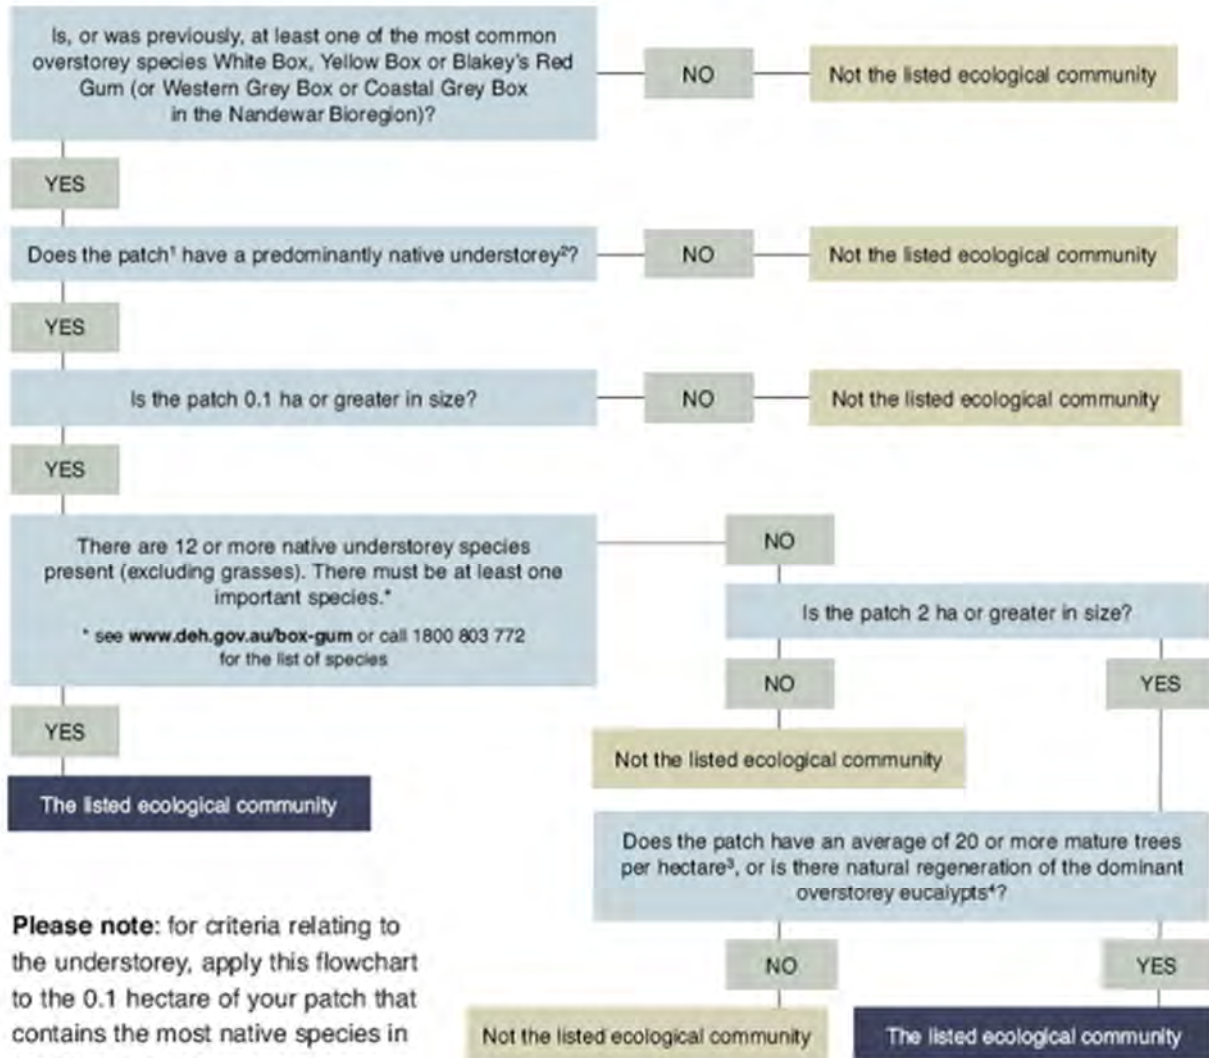 Is, or was previously, at least one of the most common
overstorey species White Box, Yellow Box or Blakey's Red
Gum (or Western Grey Box or Coastal Grey Box
in the Nandewar Bioregion)?
NO
Not the listed ecological community
YES
Does the patch¹ have a predominantly native understorey²?
NO
Not the listed ecological community
YES
Is the patch 0.1 ha or greater in size?
NO
Not the listed ecological community
YES
There are 12 or more native understorey species
present (excluding grasses). There must be at least one
important species.*
* see www.deh.gov.au/box-gum or call 1800 803 772
for the list of species
NO
Is the patch 2 ha or greater in size?
NO
YES
YES
Not the listed ecological community
The listed ecological community
Does the patch have an average of 20 or more mature trees
per hectare³, or is there natural regeneration of the dominant
overstorey eucalypts⁴?
NO
YES
Not the listed ecological community
The listed ecological community
Please note: for criteria relating to
the understorey, apply this flowchart
to the 0.1 hectare of your patch that
contains the most native species in